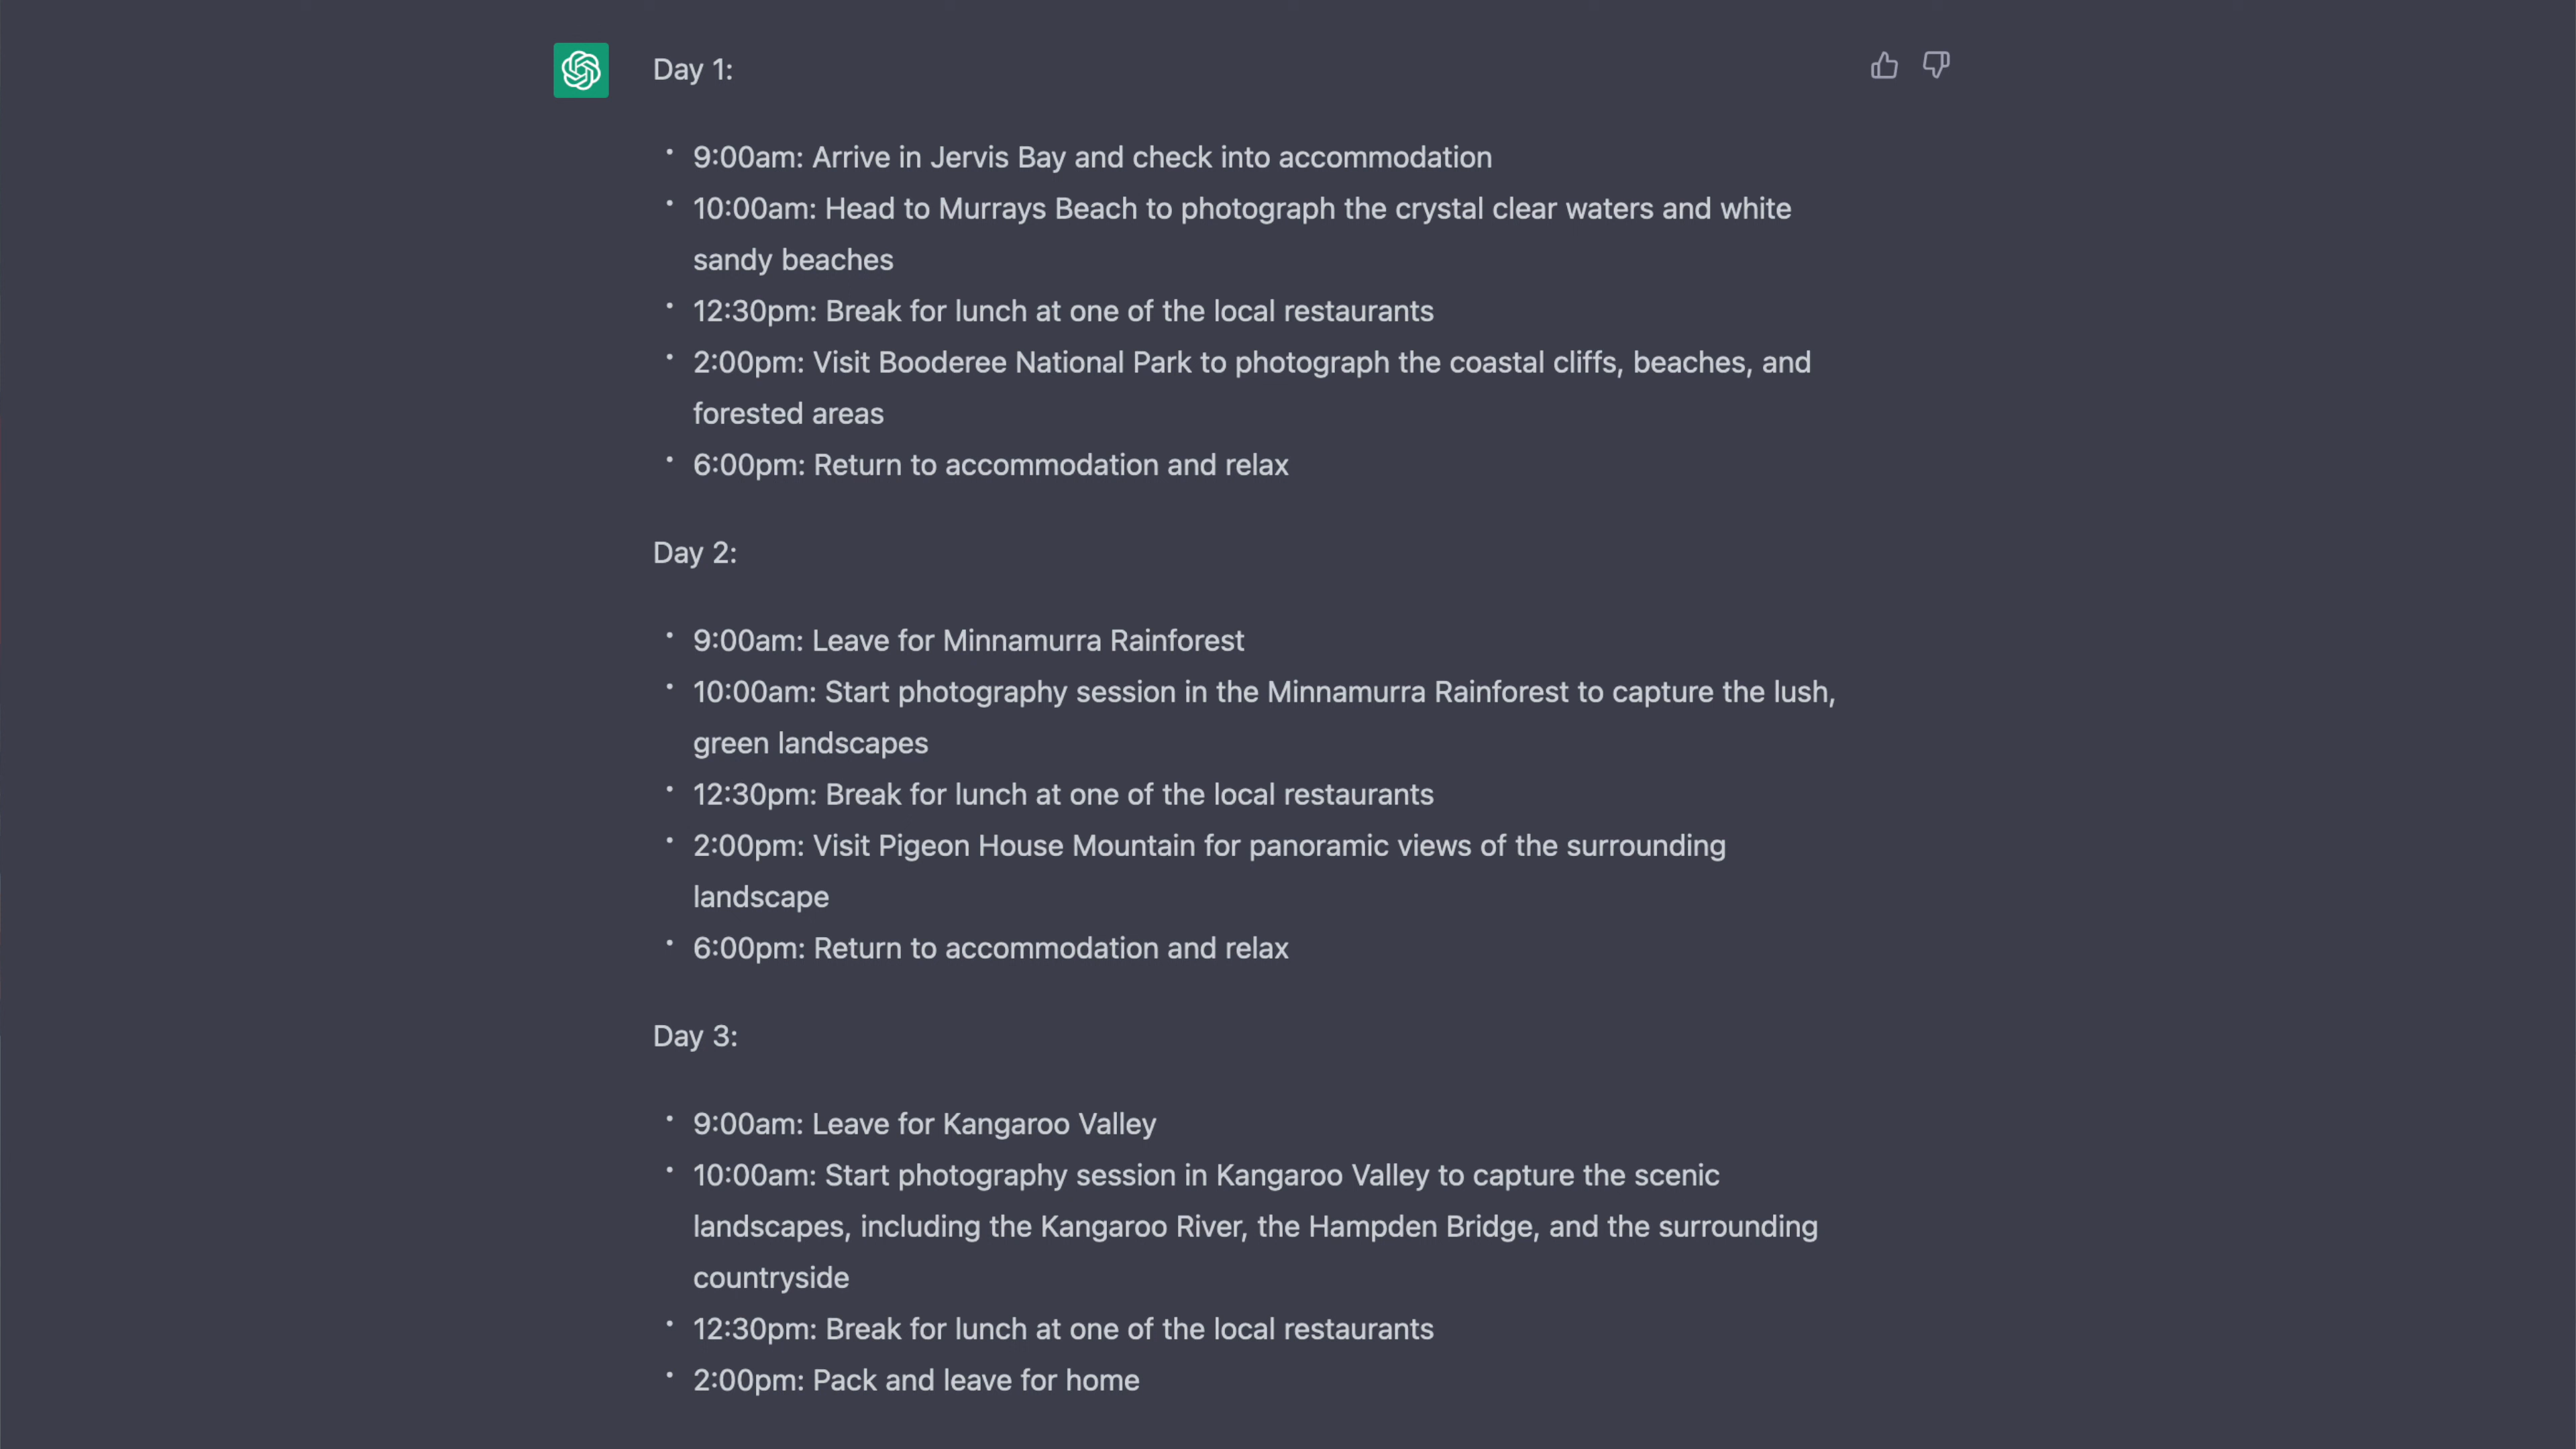 Day 1:
• 9:00am: Arrive in Jervis Bay and check into accommodation
• 10:00am: Head to Murrays Beach to photograph the crystal clear waters and white
sandy beaches
• 12:30pm: Break for lunch at one of the local restaurants
• 2:00pm: Visit Booderee National Park to photograph the coastal cliffs, beaches, and
forested areas
• 6:00pm: Return to accommodation and relax
Day 2:
• 9:00am: Leave for Minnamurra Rainforest
• 10:00am: Start photography session in the Minnamurra Rainforest to capture the lush,
green landscapes
• 12:30pm: Break for lunch at one of the local restaurants
• 2:00pm: Visit Pigeon House Mountain for panoramic views of the surrounding
landscape
• 6:00pm: Return to accommodation and relax
Day 3:
• 9:00am: Leave for Kangaroo Valley
• 10:00am: Start photography session in Kangaroo Valley to capture the scenic
landscapes, including the Kangaroo River, the Hampden Bridge, and the surrounding
countryside
• 12:30pm: Break for lunch at one of the local restaurants
• 2:00pm: Pack and leave for home